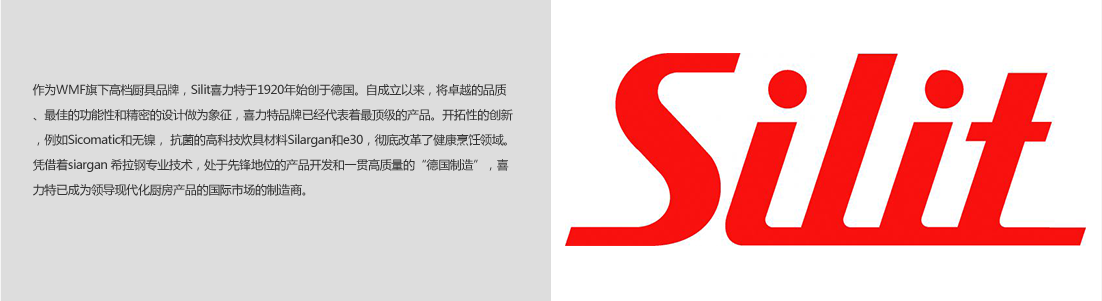 作为WMF旗下高档厨具品牌，Silit喜力特于1920年始创于德国。自成立以来，将卓越的品质
、最佳的功能性和精密的设计做为象征，喜力特品牌已经代表着最顶级的产品。开拓性的创新
，例如Sicomatic和无镍， 抗菌的高科技炊具材料Silargan和e30，彻底改革了健康烹饪领域。
凭借着siargan 希拉钢专业技术，处于先锋地位的产品开发和一贯高质量的“德国制造”，喜
力特已成为领导现代化厨房产品的国际市场的制造商。
Silit